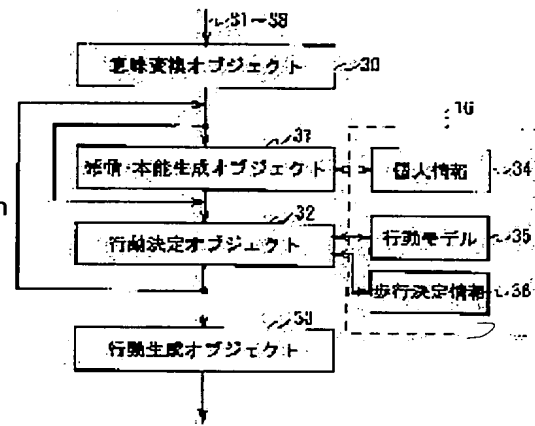 S1~S8
意味変換オブジェクト
30
31
16
感情・本能生成オブジェクト
個人情報
34
n
32
行動決定オブジェクト
行動モデル
35
歩行決定情報
36
33
行動生成オブジェクト